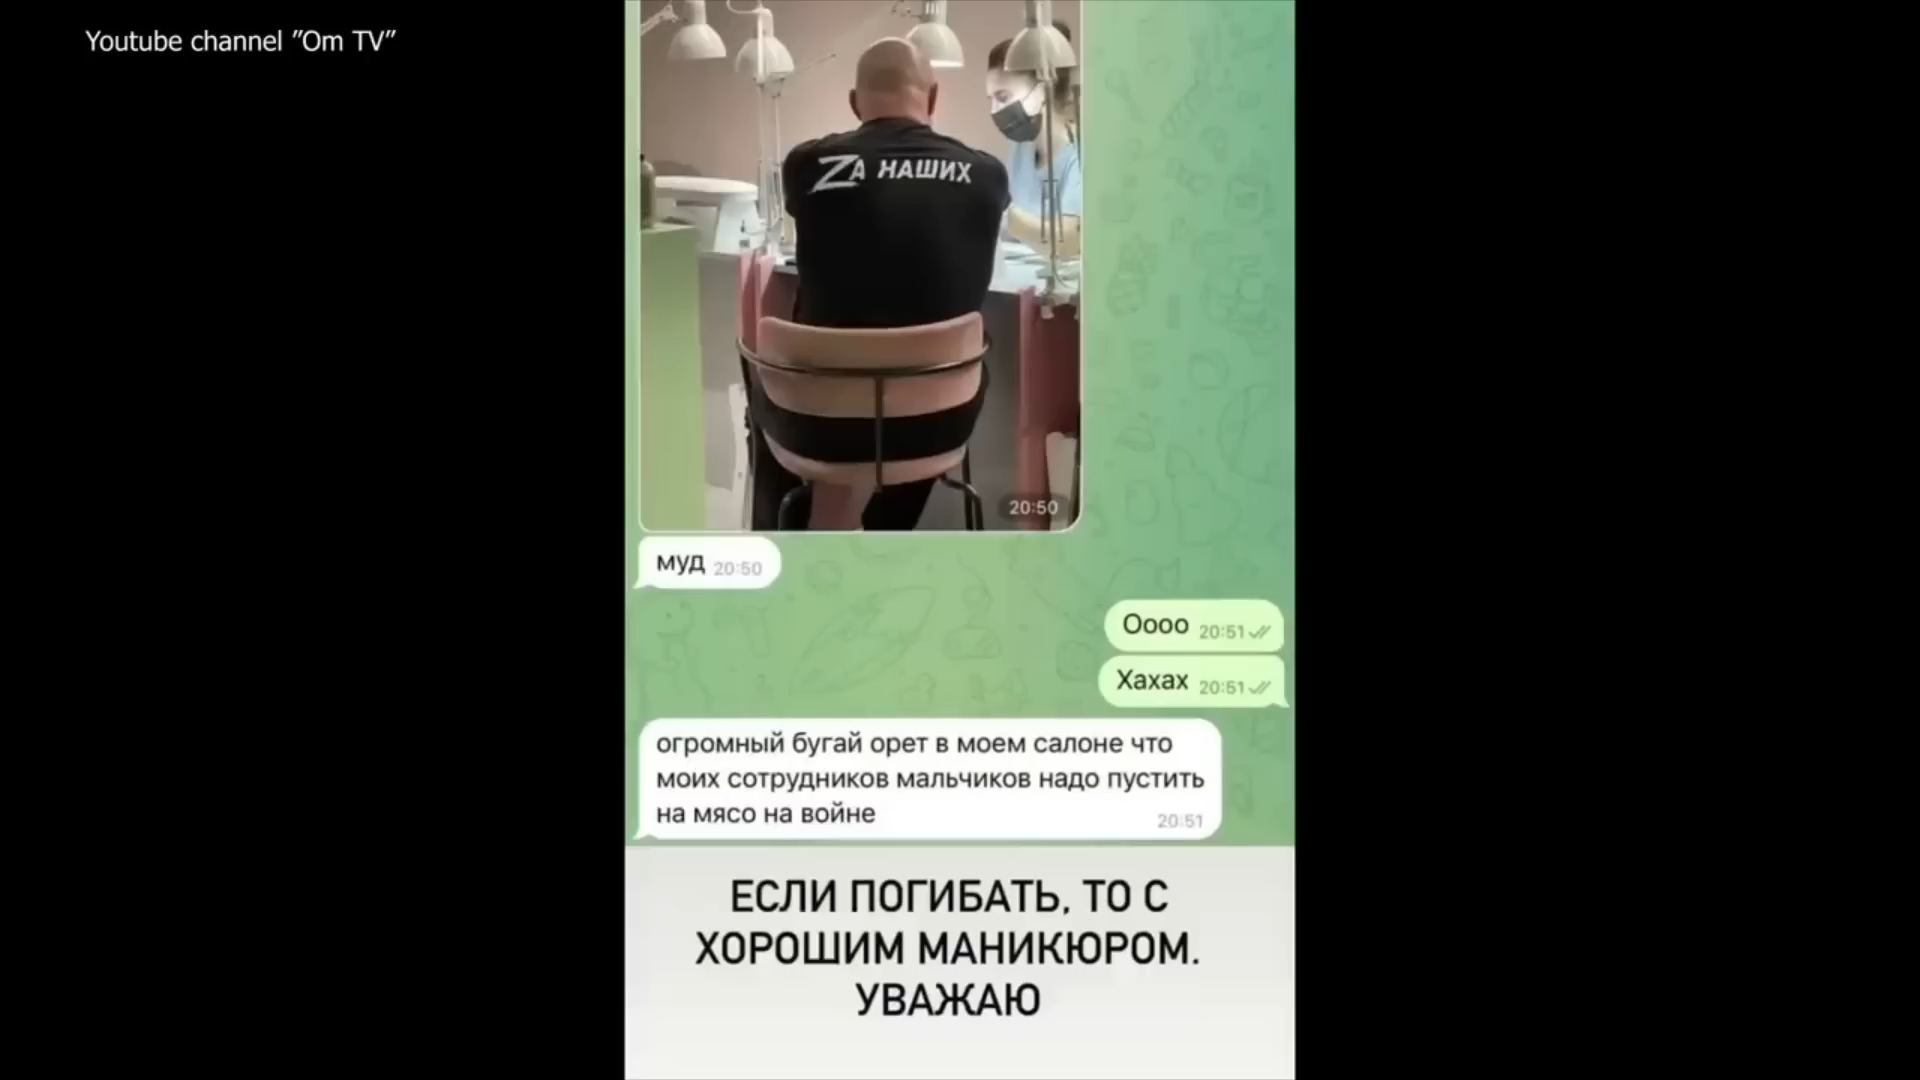 Youtube channel "Om TV"
ZА НАШИХ
20:50
муд 20:50
Оооо 20:51
Хахах 20:51
огромный бугай орет в моем салоне что
моих сотрудников мальчиков надо пустить
на мясо на войне
20:51
ЕСЛИ ПОГИБАТЬ, ТО С
ХОРОШИМ МАНИКЮРОМ.
УВАЖАЮ